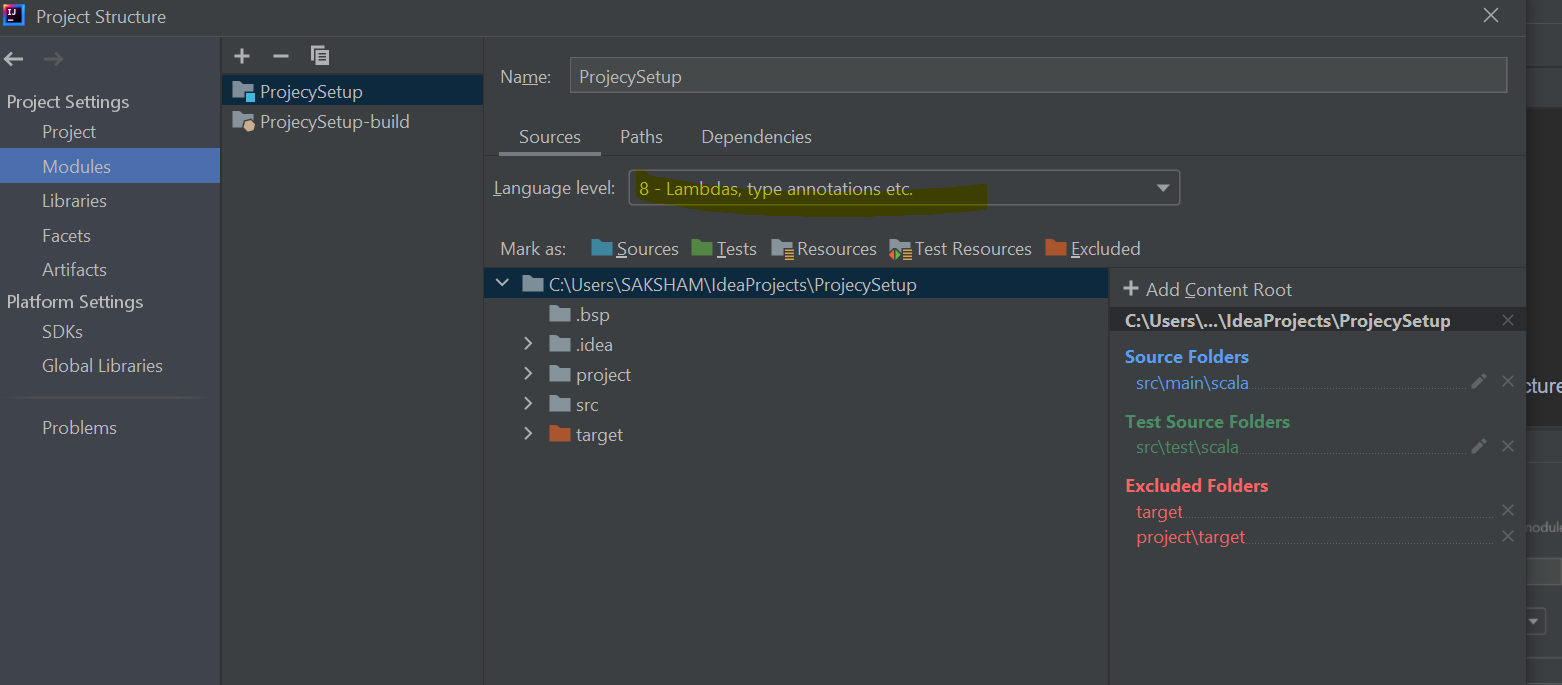 IJ
Project Structure
Project Settings
Project
Modules
Libraries
Facets
Artifacts
Platform Settings
SDKs
Global Libraries
Problems
ProjecySetup
ProjecySetup-build
Name: ProjecySetup
Sources Paths Dependencies
Language level: 8 - Lambdas, type annotations etc.
Mark as: Sources Tests Resources Test Resources Excluded
C:\Users\SAKSHAM\IdeaProjects\ProjecySetup
.bsp
.idea
project
src
target
Add Content Root
C:\Users\...\IdeaProjects\ProjecySetup
Source Folders
src\main\scala
Test Source Folders
src\test\scala
Excluded Folders
target
project\target